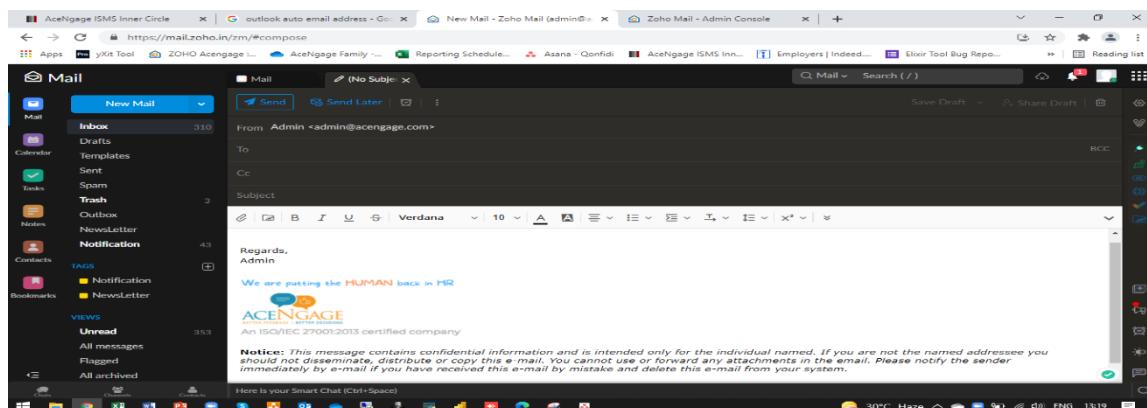 AceNgage ISMS Inner Circle
outlook auto email address - Go
New Mail - Zoho Mail (admin@a
Zoho Mail - Admin Console
https://mail.zoho.in/zm/#compose
Apps
yXit Tool
ZOHO Acengage
AceNgage Family -...
Reporting Schedule...
Asana - Qonfidi
AceNgage ISMS Inn...
Employers | Indeed....
Elixir Tool Bug Repo...
Reading list
Mail
Mail
(No Subje
Mail
Search ( / )
New Mail
Send
Send Later
Save Draft
Share Draft
Mail
Inbox 310
From Admin <admin@acengage.com>
Drafts
To
BCC
Calendar
Templates
Sent
Cc
Tasks
Spam
Subject
Trash 3
Outbox
Verdana
10
Notes
NewsLetter
Notification 43
Contacts
TAGS
Notification
NewsLetter
Bookmarks
VIEWS
Unread 353
All messages
Flagged
All archived
Regards,
Admin
We are putting the HUMAN back in HR
ACENGAGE
BETTER FEEDBACK | BETTER DECISIONS
An ISO/IEC 27001:2013 certified company
Notice: This message contains confidential information and is intended only for the individual named. If you are not the named addressee you
should not disseminate, distribute or copy this e-mail. You cannot use or forward any attachments in the email. Please notify the sender
immediately by e-mail if you have received this e-mail by mistake and delete this e-mail from your system.
Chats
Channels
Contacts
Here is your Smart Chat (Ctrl+Space)
30°C Haze
ENG
13:19